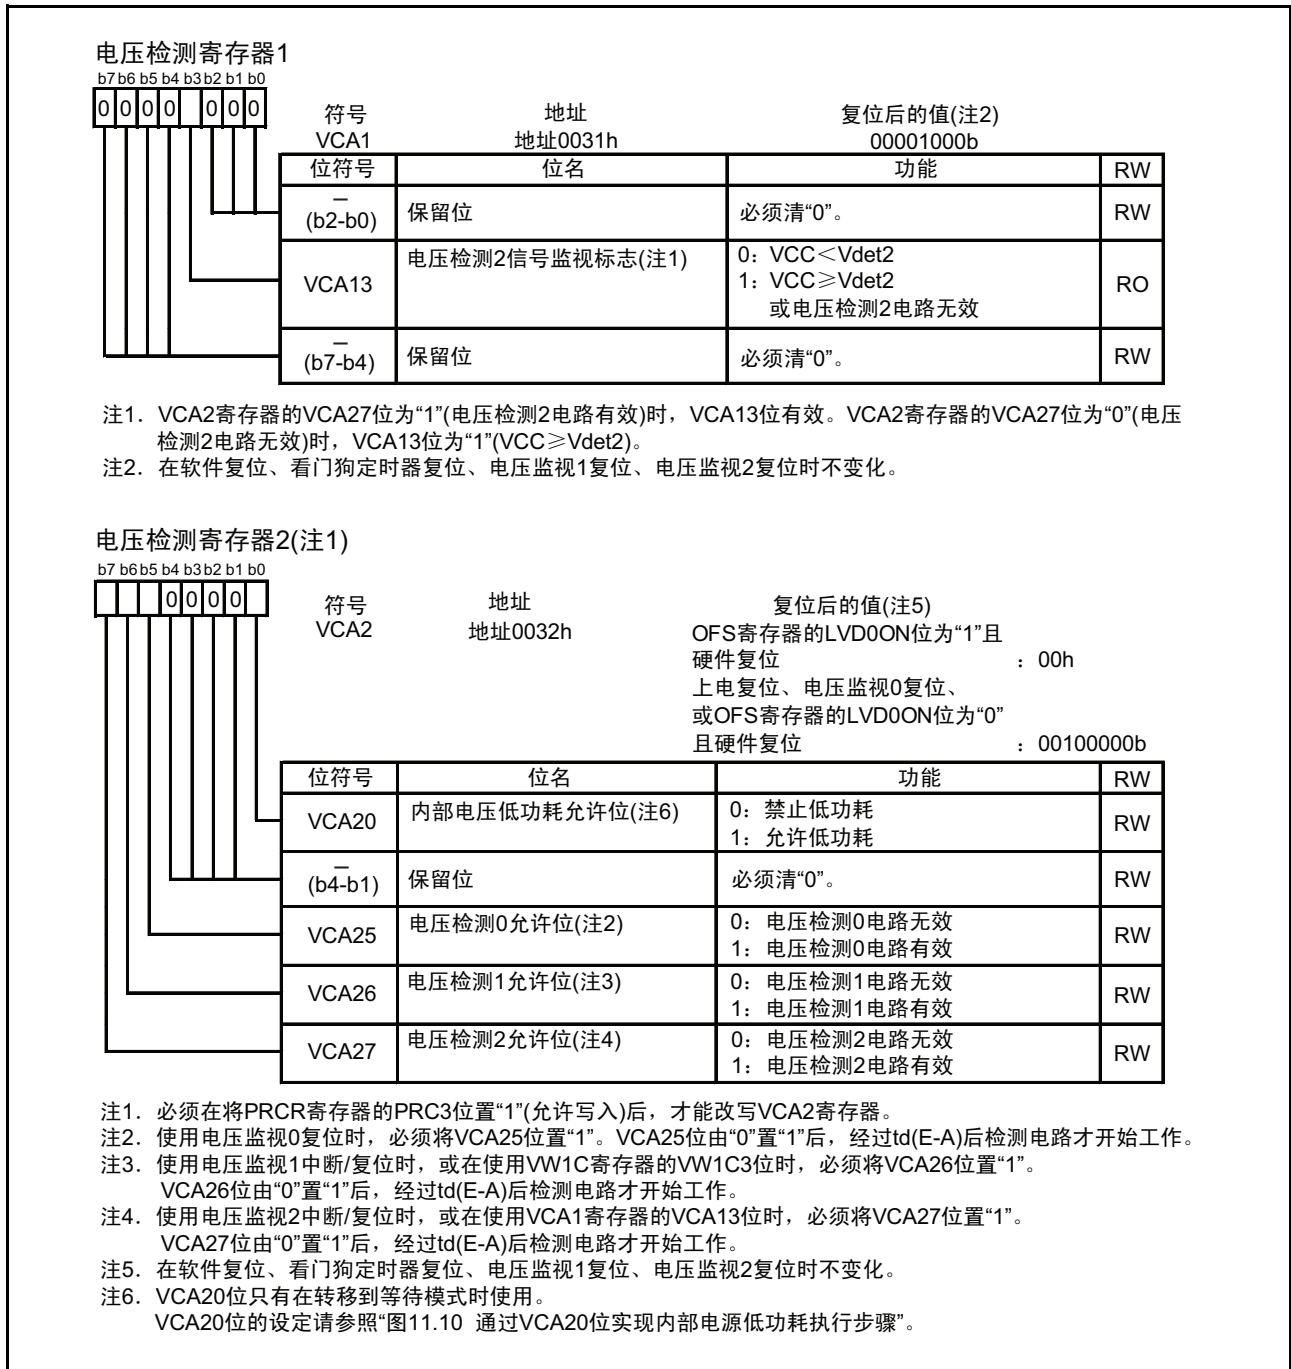 电压检测寄存器1
b7 b6 b5 b4 b3 b2 b1 b0
0 0 0 0 0 0 0
符号 地址 复位后的值(注2)
VCA1 地址0031h 00001000b
位符号 位名 功能 RW
—
(b2-b0) 保留位 必须清“0”。 RW
VCA13 电压检测2信号监视标志(注1) 0：VCC＜Vdet2
1：VCC≥Vdet2
或电压检测2电路无效 RO
—
(b7-b4) 保留位 必须清“0”。 RW
注1．VCA2寄存器的VCA27位为“1”(电压检测2电路有效)时，VCA13位有效。VCA2寄存器的VCA27位为“0”(电压
检测2电路无效)时，VCA13位为“1”(VCC≥Vdet2)。
注2．在软件复位、看门狗定时器复位、电压监视1复位、电压监视2复位时不变化。
电压检测寄存器2(注1)
b7 b6 b5 b4 b3 b2 b1 b0
0 0 0 0
符号 地址 复位后的值(注5)
VCA2 地址0032h OFS寄存器的LVD0ON位为“1”且
硬件复位 ：00h
上电复位、电压监视0复位、
或OFS寄存器的LVD0ON位为“0”
且硬件复位 ：00100000b
位符号 位名 功能 RW
VCA20 内部电压低功耗允许位(注6) 0：禁止低功耗
1：允许低功耗 RW
—
(b4-b1) 保留位 必须清“0”。 RW
VCA25 电压检测0允许位(注2) 0：电压检测0电路无效
1：电压检测0电路有效 RW
VCA26 电压检测1允许位(注3) 0：电压检测1电路无效
1：电压检测1电路有效 RW
VCA27 电压检测2允许位(注4) 0：电压检测2电路无效
1：电压检测2电路有效 RW
注1．必须在将PRCR寄存器的PRC3位置“1”(允许写入)后，才能改写VCA2寄存器。
注2．使用电压监视0复位时，必须将VCA25位置“1”。VCA25位由“0”置“1”后，经过td(E-A)后检测电路才开始工作。
注3．使用电压监视1中断/复位时，或在使用VW1C寄存器的VW1C3位时，必须将VCA26位置“1”。
VCA26位由“0”置“1”后，经过td(E-A)后检测电路才开始工作。
注4．使用电压监视2中断/复位时，或在使用VCA1寄存器的VCA13位时，必须将VCA27位置“1”。
VCA27位由“0”置“1”后，经过td(E-A)后检测电路才开始工作。
注5．在软件复位、看门狗定时器复位、电压监视1复位、电压监视2复位时不变化。
注6．VCA20位只有在转移到等待模式时使用。
VCA20位的设定请参照“图11.10 通过VCA20位实现内部电源低功耗执行步骤”。